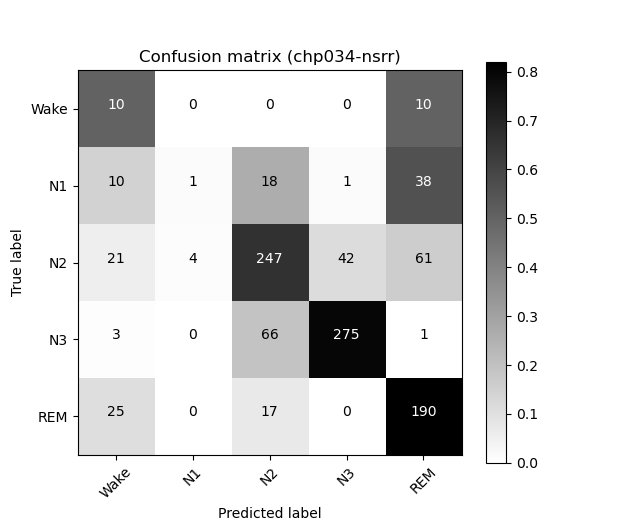 Confusion matrix (chp034-nsrr)
Wake 10 0 0 0 10
N1 10 1 18 1 38
N2 21 4 247 42 61
N3 3 0 66 275 1
REM 25 0 17 0 190
Wake N1 N2 N3 REM
True label
Predicted label
0.8
0.7
0.6
0.5
0.4
0.3
0.2
0.1
0.0